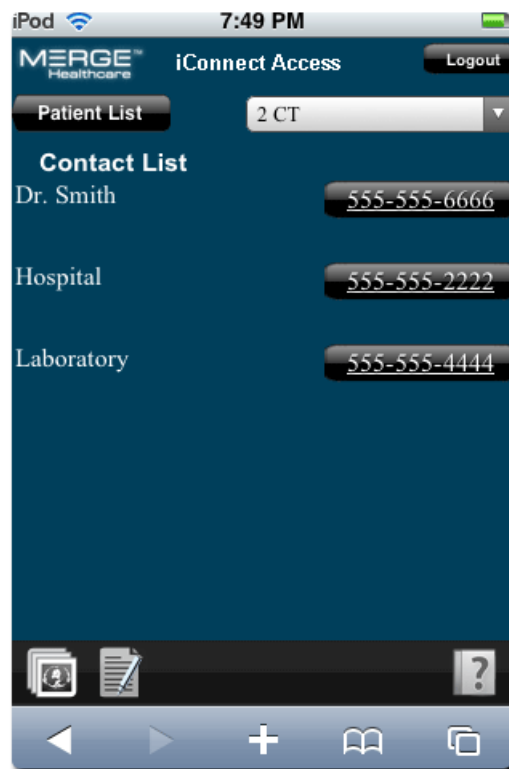 iPod 7:49 PM
MERGE™ Healthcare iConnect Access Logout
Patient List 2 CT
Contact List
Dr. Smith 555-555-6666
Hospital 555-555-2222
Laboratory 555-555-4444
?